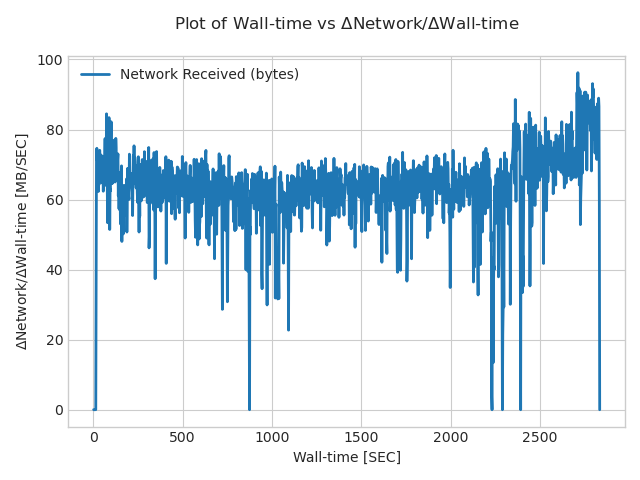 Plot of Wall-time vs ΔNetwork/ΔWall-time
100
Network Received (bytes)
80
60
40
20
0
ΔNetwork/ΔWall-time [MB/SEC]
0 500 1000 1500 2000 2500
Wall-time [SEC]